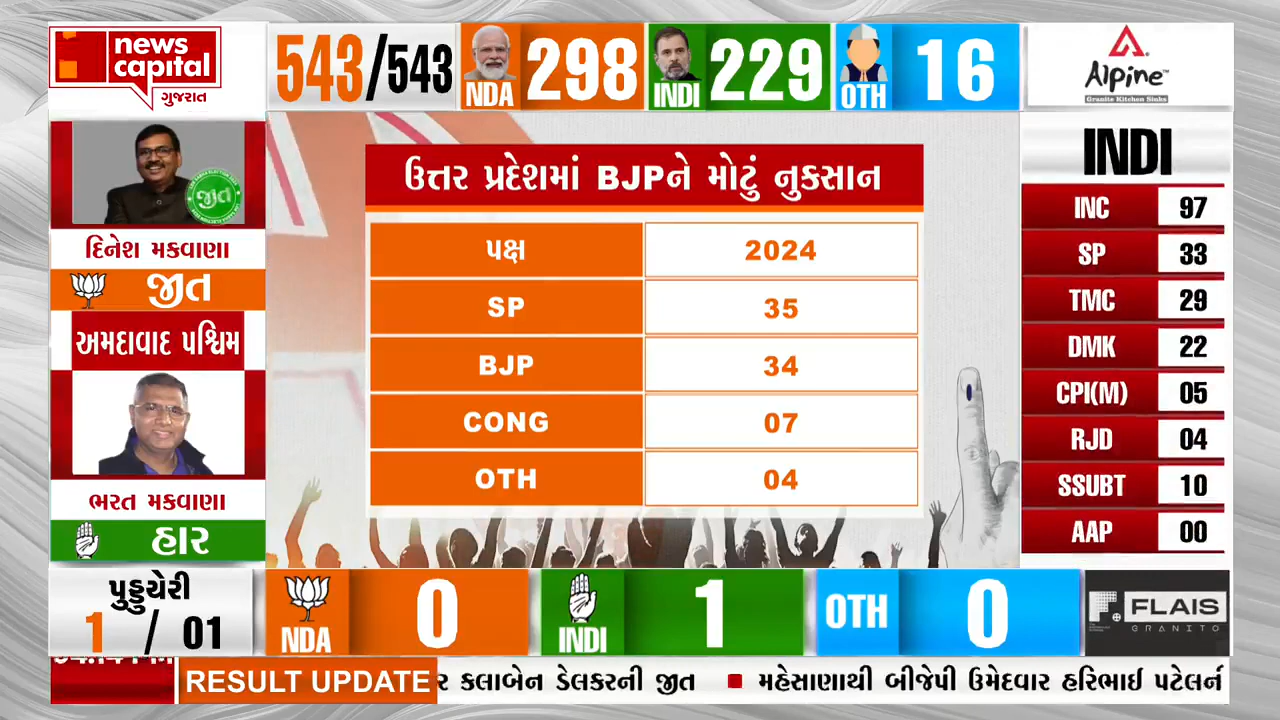 news
capital
ગુજરાત
543/543
NDA 298
INDI 229
OTH 16
Alpine
Granite Kitchen Sinks
જીત
દિનેશ મકવાણા
જીત
અમદાવાદ પશ્ચિમ
ભરત મકવાણા
હાર
ઉત્તર પ્રદેશમાં BJPને મોટું નુકસાન
પક્ષ 2024
SP 35
BJP 34
CONG 07
OTH 04
INDI
INC 97
SP 33
TMC 29
DMK 22
CPI(M) 05
RJD 04
SSUBT 10
AAP 00
પુડ્ડુચેરી
1 / 01
NDA 0
INDI 1
OTH 0
FLAIS
GRANITO
RESULT UPDATE
ર કલાબેન ડેલકરની જીત ■ મહેસાણાથી બીજેપી ઉમેદવાર હરિભાઈ પટેલર્ન